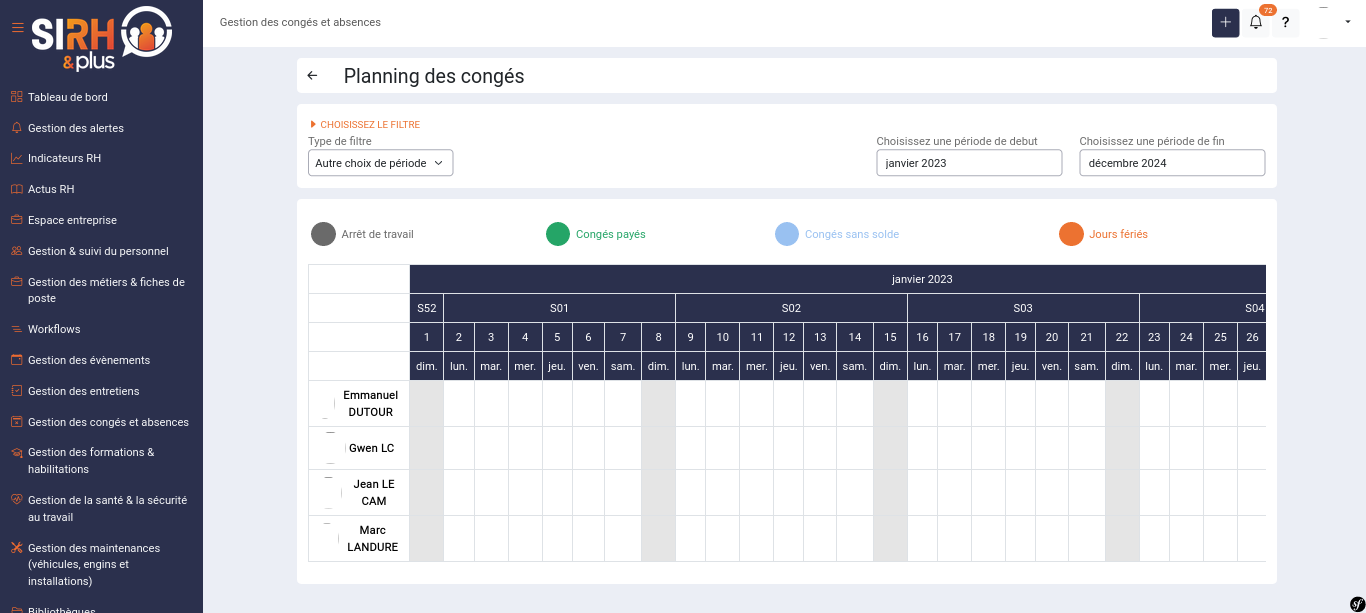 SIRH
&plus
Tableau de bord
Gestion des alertes
Indicateurs RH
Actus RH
Espace entreprise
Gestion & suivi du personnel
Gestion des métiers & fiches de
poste
Workflows
Gestion des évènements
Gestion des entretiens
Gestion des congés et absences
Gestion des formations &
habilitations
Gestion de la santé & la sécurité
au travail
Gestion des maintenances
(véhicules, engins et
installations)
Bibliothèques
Gestion des congés et absences
+ 72 ?
← Planning des congés
CHOISISSEZ LE FILTRE
Type de filtre Choisissez une période de debut Choisissez une période de fin
Autre choix de période janvier 2023 décembre 2024
Arrêt de travail Congés payés Congés sans solde Jours fériés
janvier 2023
S52 S01 S02 S03 S04
1 2 3 4 5 6 7 8 9 10 11 12 13 14 15 16 17 18 19 20 21 22 23 24 25 26
dim. lun. mar. mer. jeu. ven. sam. dim. lun. mar. mer. jeu. ven. sam. dim. lun. mar. mer. jeu. ven. sam. dim. lun. mar. mer. jeu.
Emmanuel
DUTOUR
Gwen LC
Jean LE
CAM
Marc
LANDURE
sf